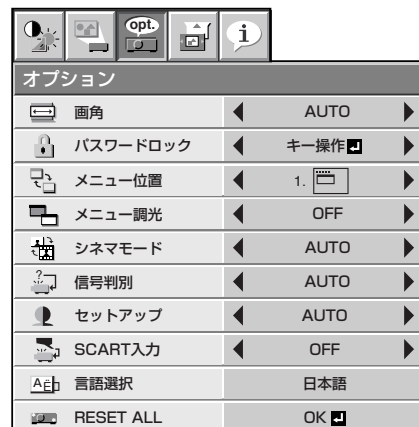 opt.
i
オプション
画角 AUTO
パスワードロック キー操作
メニュー位置 1.
メニュー調光 OFF
シネマモード AUTO
? 信号判別 AUTO
セットアップ AUTO
SCART入力 OFF
言語選択 日本語
RESET ALL OK